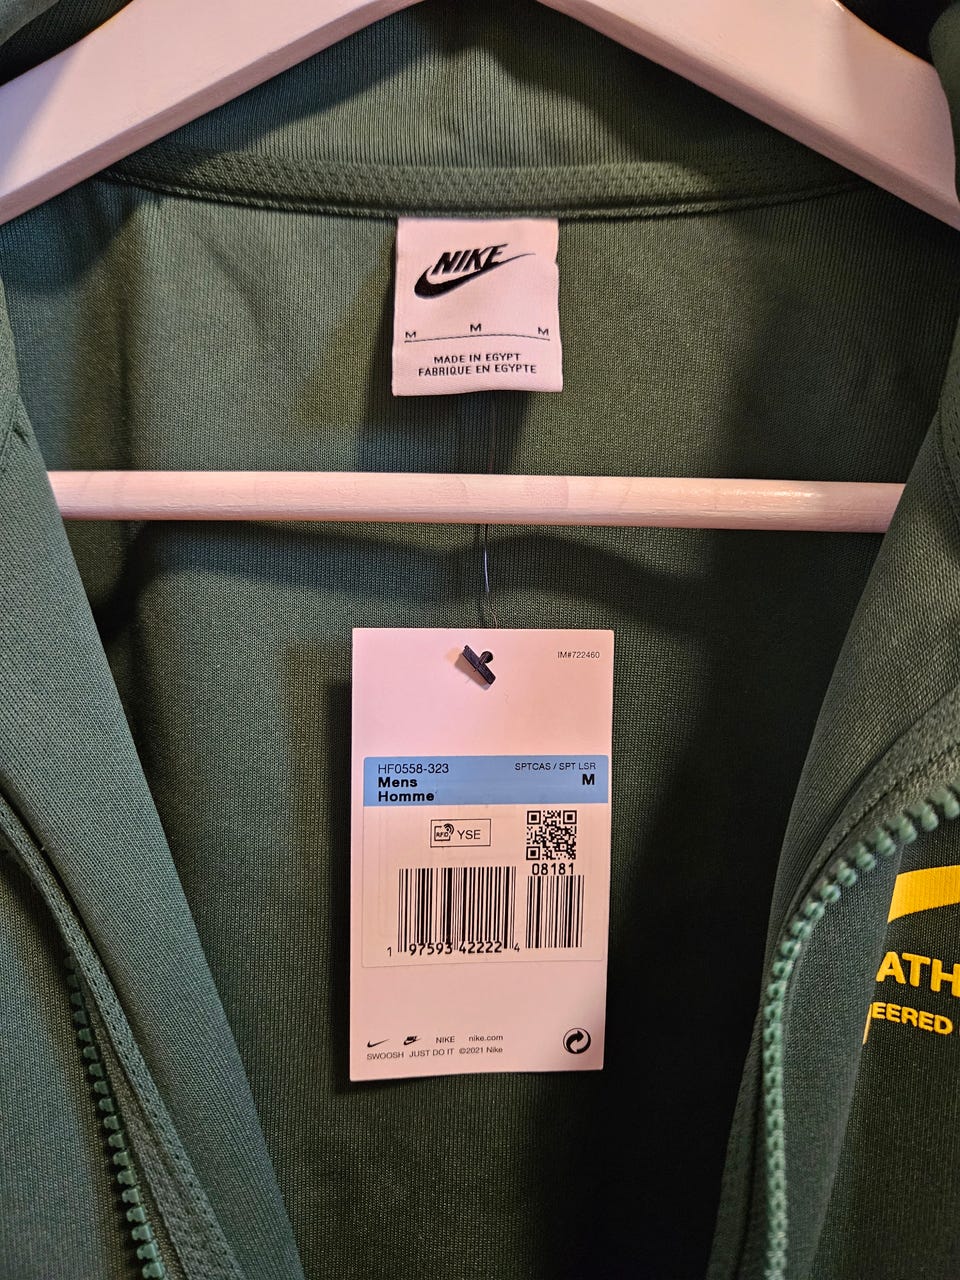 NIKE
M M M
MADE IN EGYPT
FABRIQUE EN EGYPTE
IM#722460
HF0558-323 SPTCAS / SPT LSR
Mens M
Homme
RFID YSE
08181
1 97593 42222 4
NIKE nike.com
SWOOSH JUST DO IT ©2021 Nike
ATH
EERED